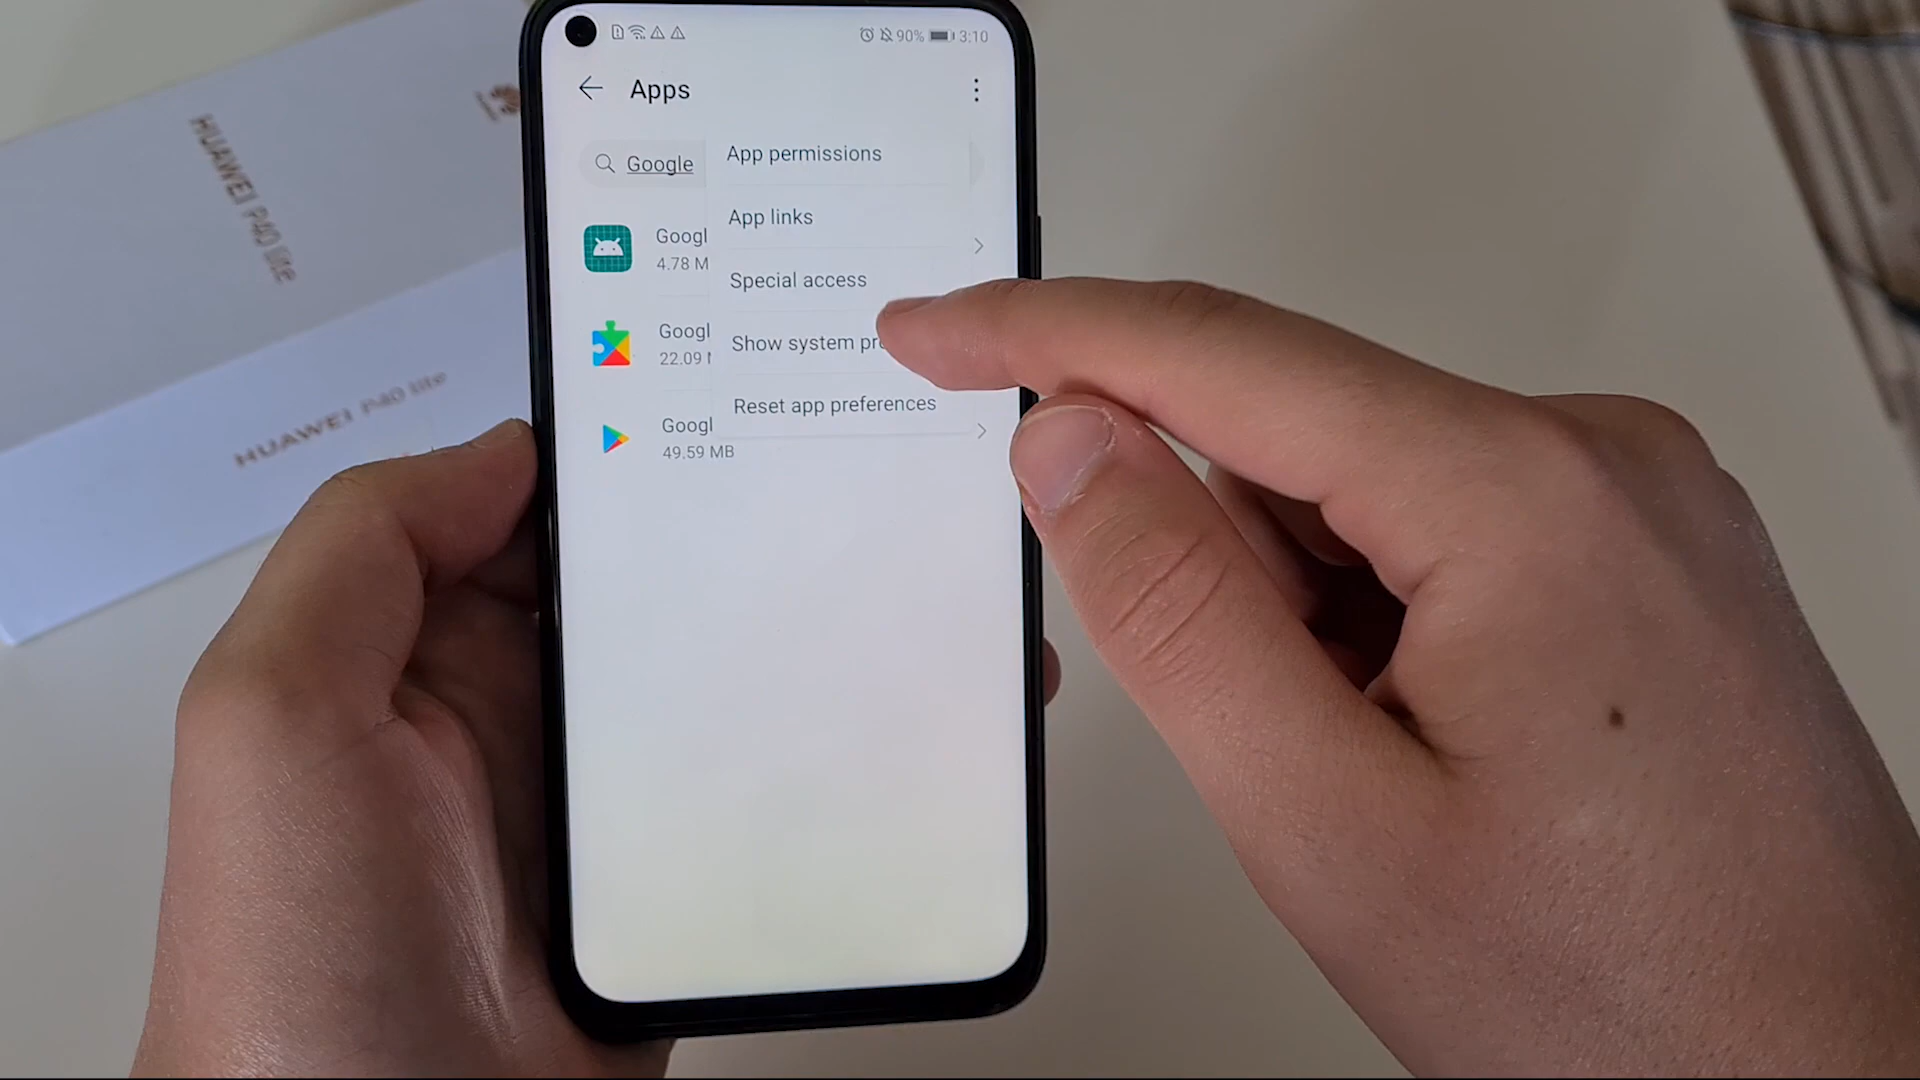 90% 3:10
Apps
Google
App permissions
App links
Special access
Show system pr
Reset app preferences
Googl
4.78 M
Googl
22.09
Googl
49.59 MB
HUAWEI P40 lite
HUAWEI P40 lite